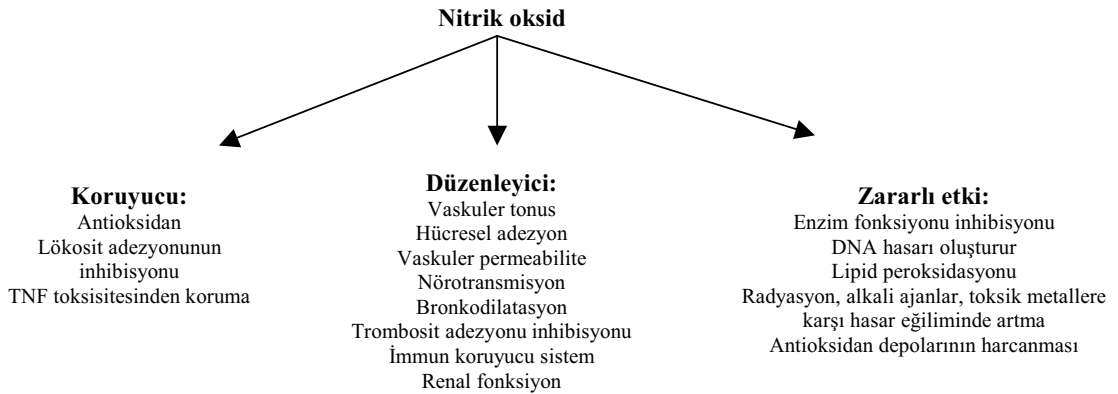 Nitrik oksid
Koruyucu:
Antioksidan
Lökosit adezyonunun
inhibisyonu
TNF toksisitesinden koruma
Düzenleyici:
Vaskuler tonus
Hücresel adezyon
Vaskuler permeabilite
Nörotransmisyon
Bronkodilatasyon
Trombosit adezyonu inhibisyonu
İmmun koruyucu sistem
Renal fonksiyon
Zararlı etki:
Enzim fonksiyonu inhibisyonu
DNA hasarı oluşturur
Lipid peroksidasyonu
Radyasyon, alkali ajanlar, toksik metallere
karşı hasar eğiliminde artma
Antioksidan depolarının harcanması